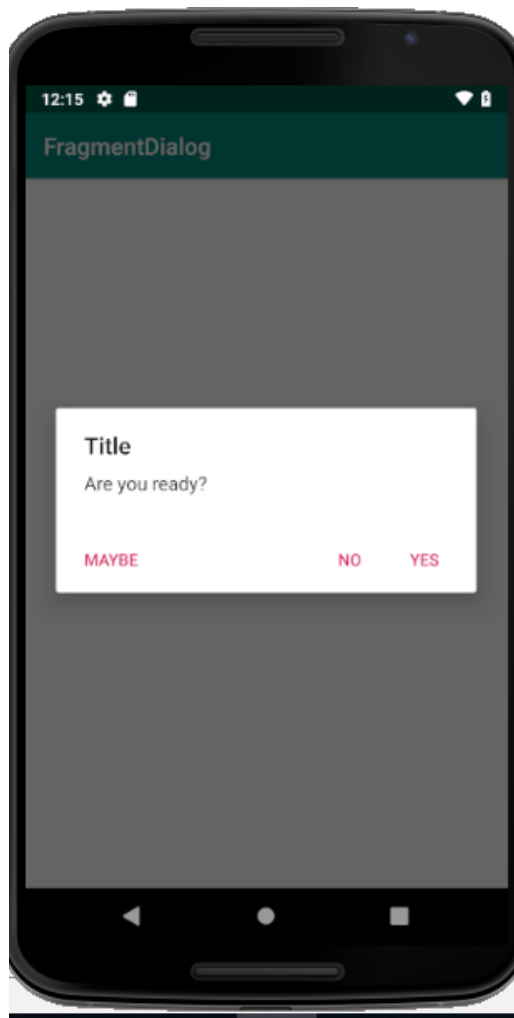 12:15
FragmentDialog
Title
Are you ready?
MAYBE NO YES